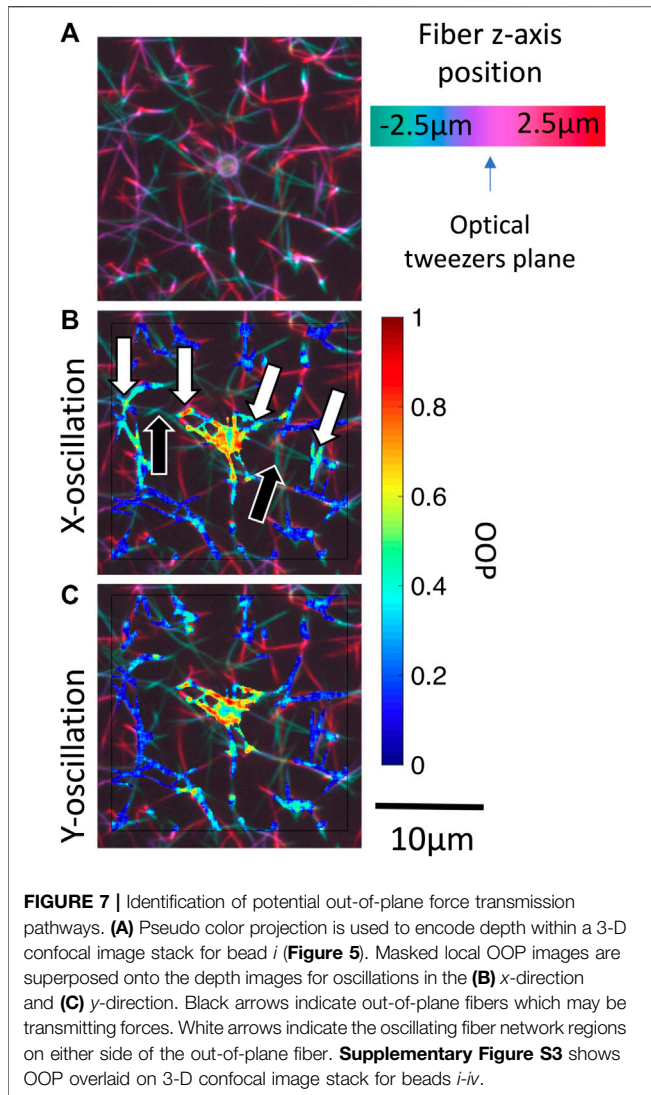 A
Fiber z-axis
position
-2.5µm 2.5µm
Optical
tweezers plane
B
X-oscillation
1
0.8
0.6
0.4
0.2
0
OOP
C
Y-oscillation
10µm
FIGURE 7 | Identification of potential out-of-plane force transmission
pathways. (A) Pseudo color projection is used to encode depth within a 3-D
confocal image stack for bead i (Figure 5). Masked local OOP images are
superposed onto the depth images for oscillations in the (B) x-direction
and (C) y-direction. Black arrows indicate out-of-plane fibers which may be
transmitting forces. White arrows indicate the oscillating fiber network regions
on either side of the out-of-plane fiber. Supplementary Figure S3 shows
OOP overlaid on 3-D confocal image stack for beads i-iv.